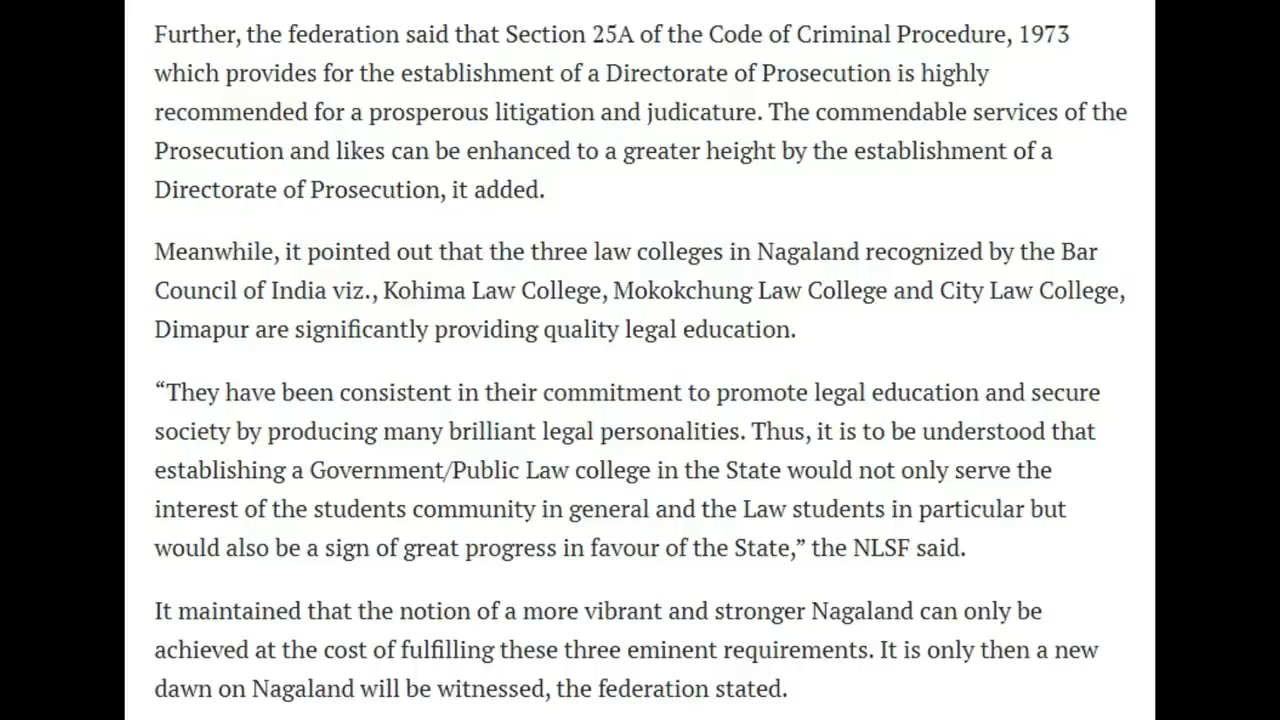 Further, the federation said that Section 25A of the Code of Criminal Procedure, 1973
which provides for the establishment of a Directorate of Prosecution is highly
recommended for a prosperous litigation and judicature. The commendable services of the
Prosecution and likes can be enhanced to a greater height by the establishment of a
Directorate of Prosecution, it added.
Meanwhile, it pointed out that the three law colleges in Nagaland recognized by the Bar
Council of India viz., Kohima Law College, Mokokchung Law College and City Law College,
Dimapur are significantly providing quality legal education.
“They have been consistent in their commitment to promote legal education and secure
society by producing many brilliant legal personalities. Thus, it is to be understood that
establishing a Government/Public Law college in the State would not only serve the
interest of the students community in general and the Law students in particular but
would also be a sign of great progress in favour of the State,” the NLSF said.
It maintained that the notion of a more vibrant and stronger Nagaland can only be
achieved at the cost of fulfilling these three eminent requirements. It is only then a new
dawn on Nagaland will be witnessed, the federation stated.